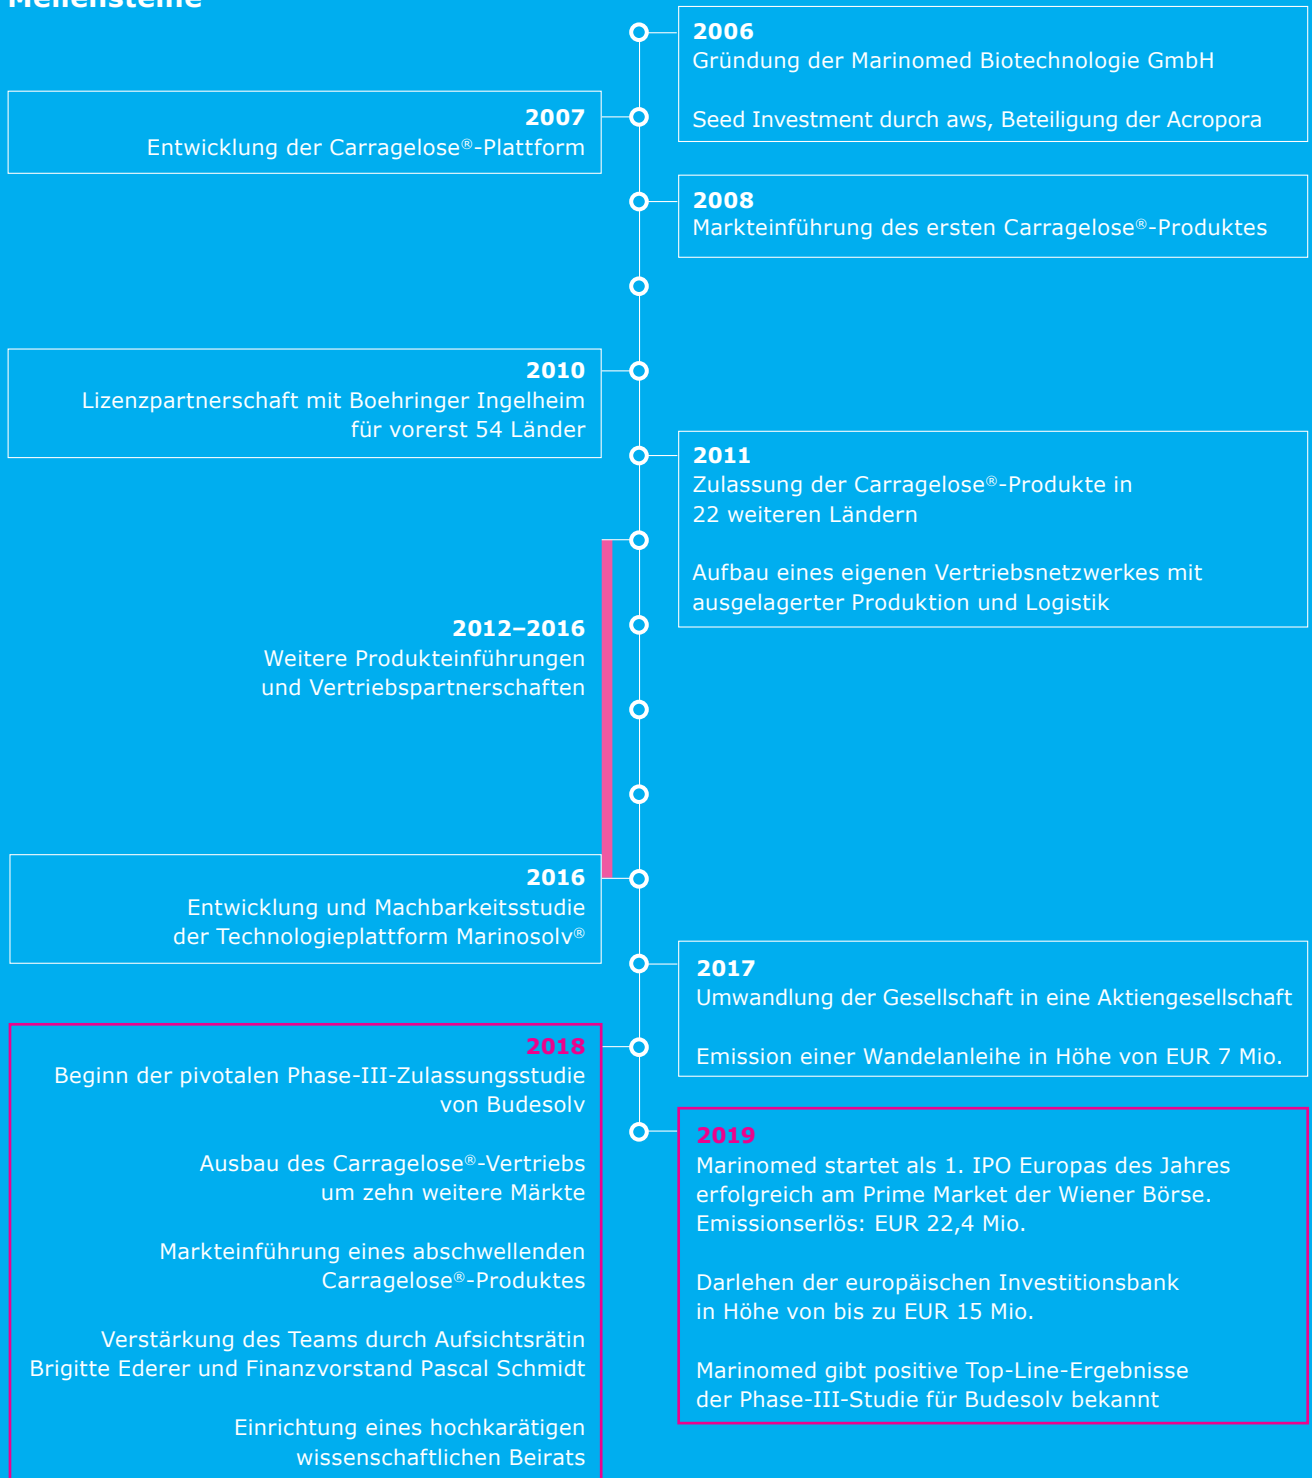 Meilensteine
2006
Gründung der Marinomed Biotechnologie GmbH
Seed Investment durch aws, Beteiligung der Acropora
2007
Entwicklung der Carragelose®-Plattform
2008
Markteinführung des ersten Carragelose®-Produktes
2010
Lizenzpartnerschaft mit Boehringer Ingelheim
für vorerst 54 Länder
2011
Zulassung der Carragelose®-Produkte in
22 weiteren Ländern
Aufbau eines eigenen Vertriebsnetzwerkes mit
ausgelagerter Produktion und Logistik
2012–2016
Weitere Produkteinführungen
und Vertriebspartnerschaften
2016
Entwicklung und Machbarkeitsstudie
der Technologieplattform Marinosolv®
2017
Umwandlung der Gesellschaft in eine Aktiengesellschaft
Emission einer Wandelanleihe in Höhe von EUR 7 Mio.
2018
Beginn der pivotalen Phase-III-Zulassungsstudie
von Budesolv
Ausbau des Carragelose®-Vertriebs
um zehn weitere Märkte
Markteinführung eines abschwellenden
Carragelose®-Produktes
Verstärkung des Teams durch Aufsichtsrätin
Brigitte Ederer und Finanzvorstand Pascal Schmidt
Einrichtung eines hochkarätigen
wissenschaftlichen Beirats
2019
Marinomed startet als 1. IPO Europas des Jahres
erfolgreich am Prime Market der Wiener Börse.
Emissionserlös: EUR 22,4 Mio.
Darlehen der europäischen Investitionsbank
in Höhe von bis zu EUR 15 Mio.
Marinomed gibt positive Top-Line-Ergebnisse
der Phase-III-Studie für Budesolv bekannt